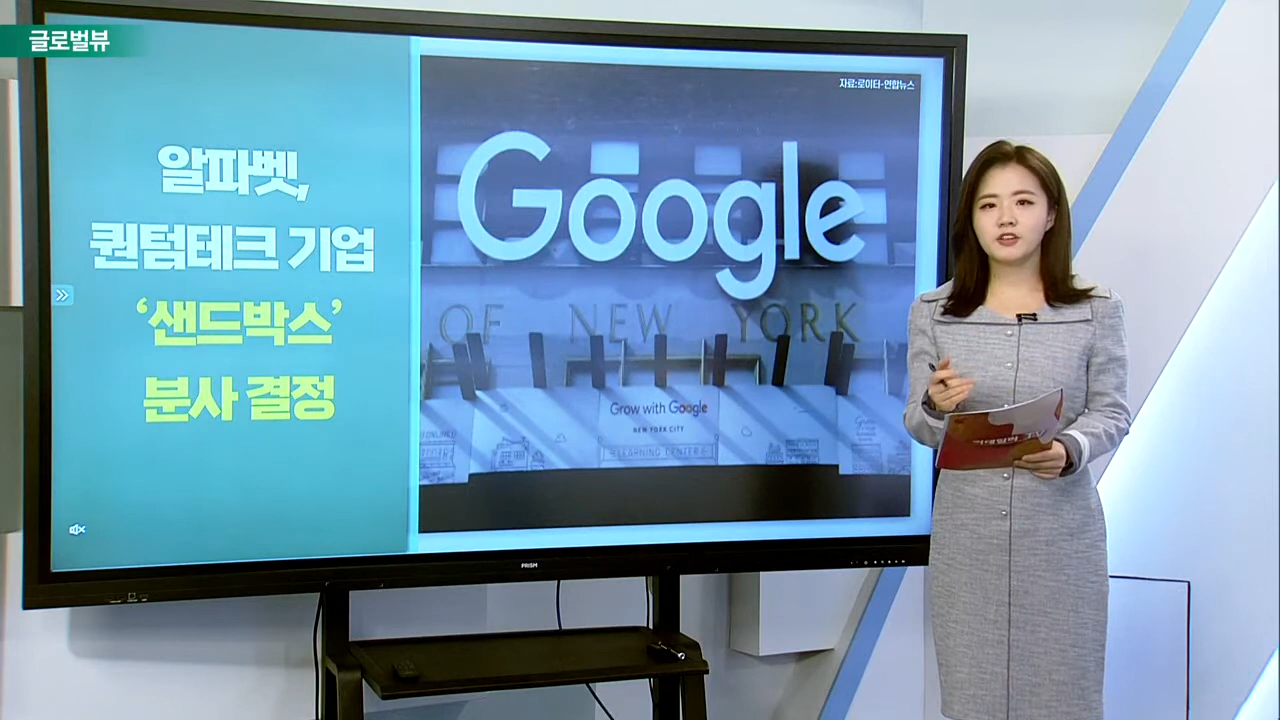 글로벌뷰
알파벳,
퀀텀테크 기업
‘샌드박스’
분사 결정
자료:로이터-연합뉴스
Google
OF NEW YORK
Grow with Google
NEW YORK CITY
LEARNING CENTER
PRISM